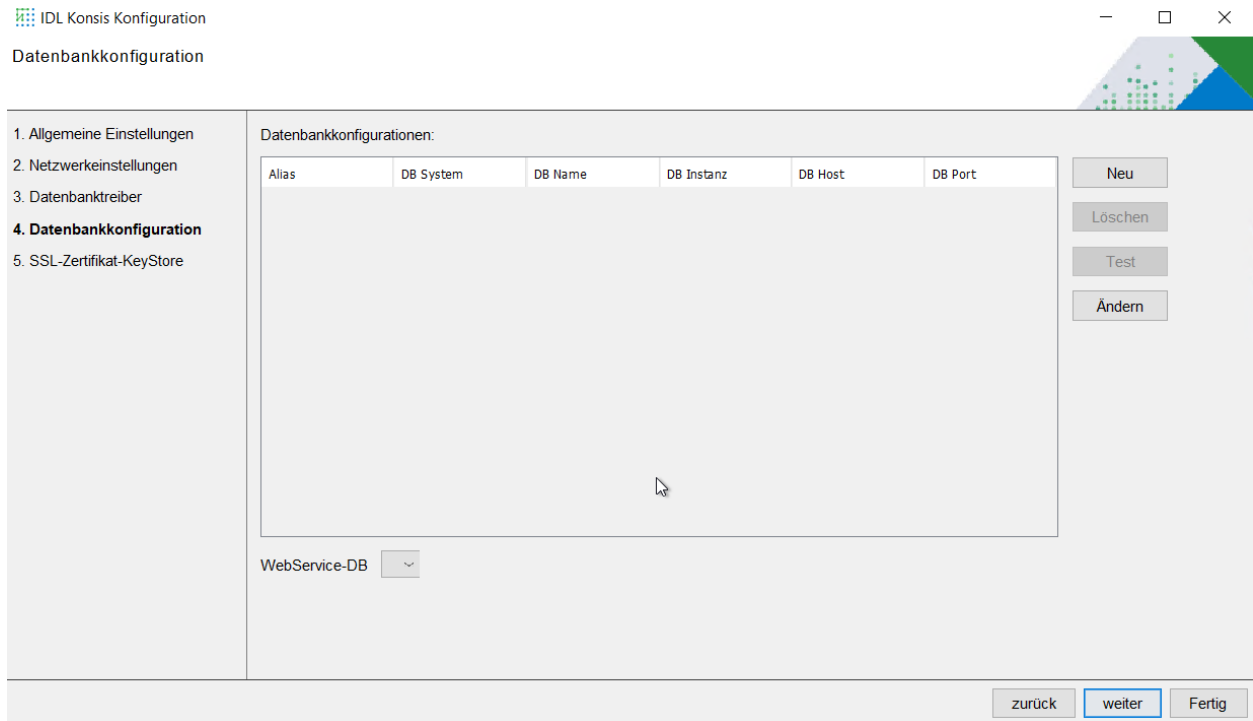 IDL Konsis Konfiguration
Datenbankkonfiguration
1. Allgemeine Einstellungen
2. Netzwerkeinstellungen
3. Datenbanktreiber
4. Datenbankkonfiguration
5. SSL-Zertifikat-KeyStore
Datenbankkonfigurationen:
Alias DB System DB Name DB Instanz DB Host DB Port
Neu
Löschen
Test
Ändern
WebService-DB
zurück weiter Fertig